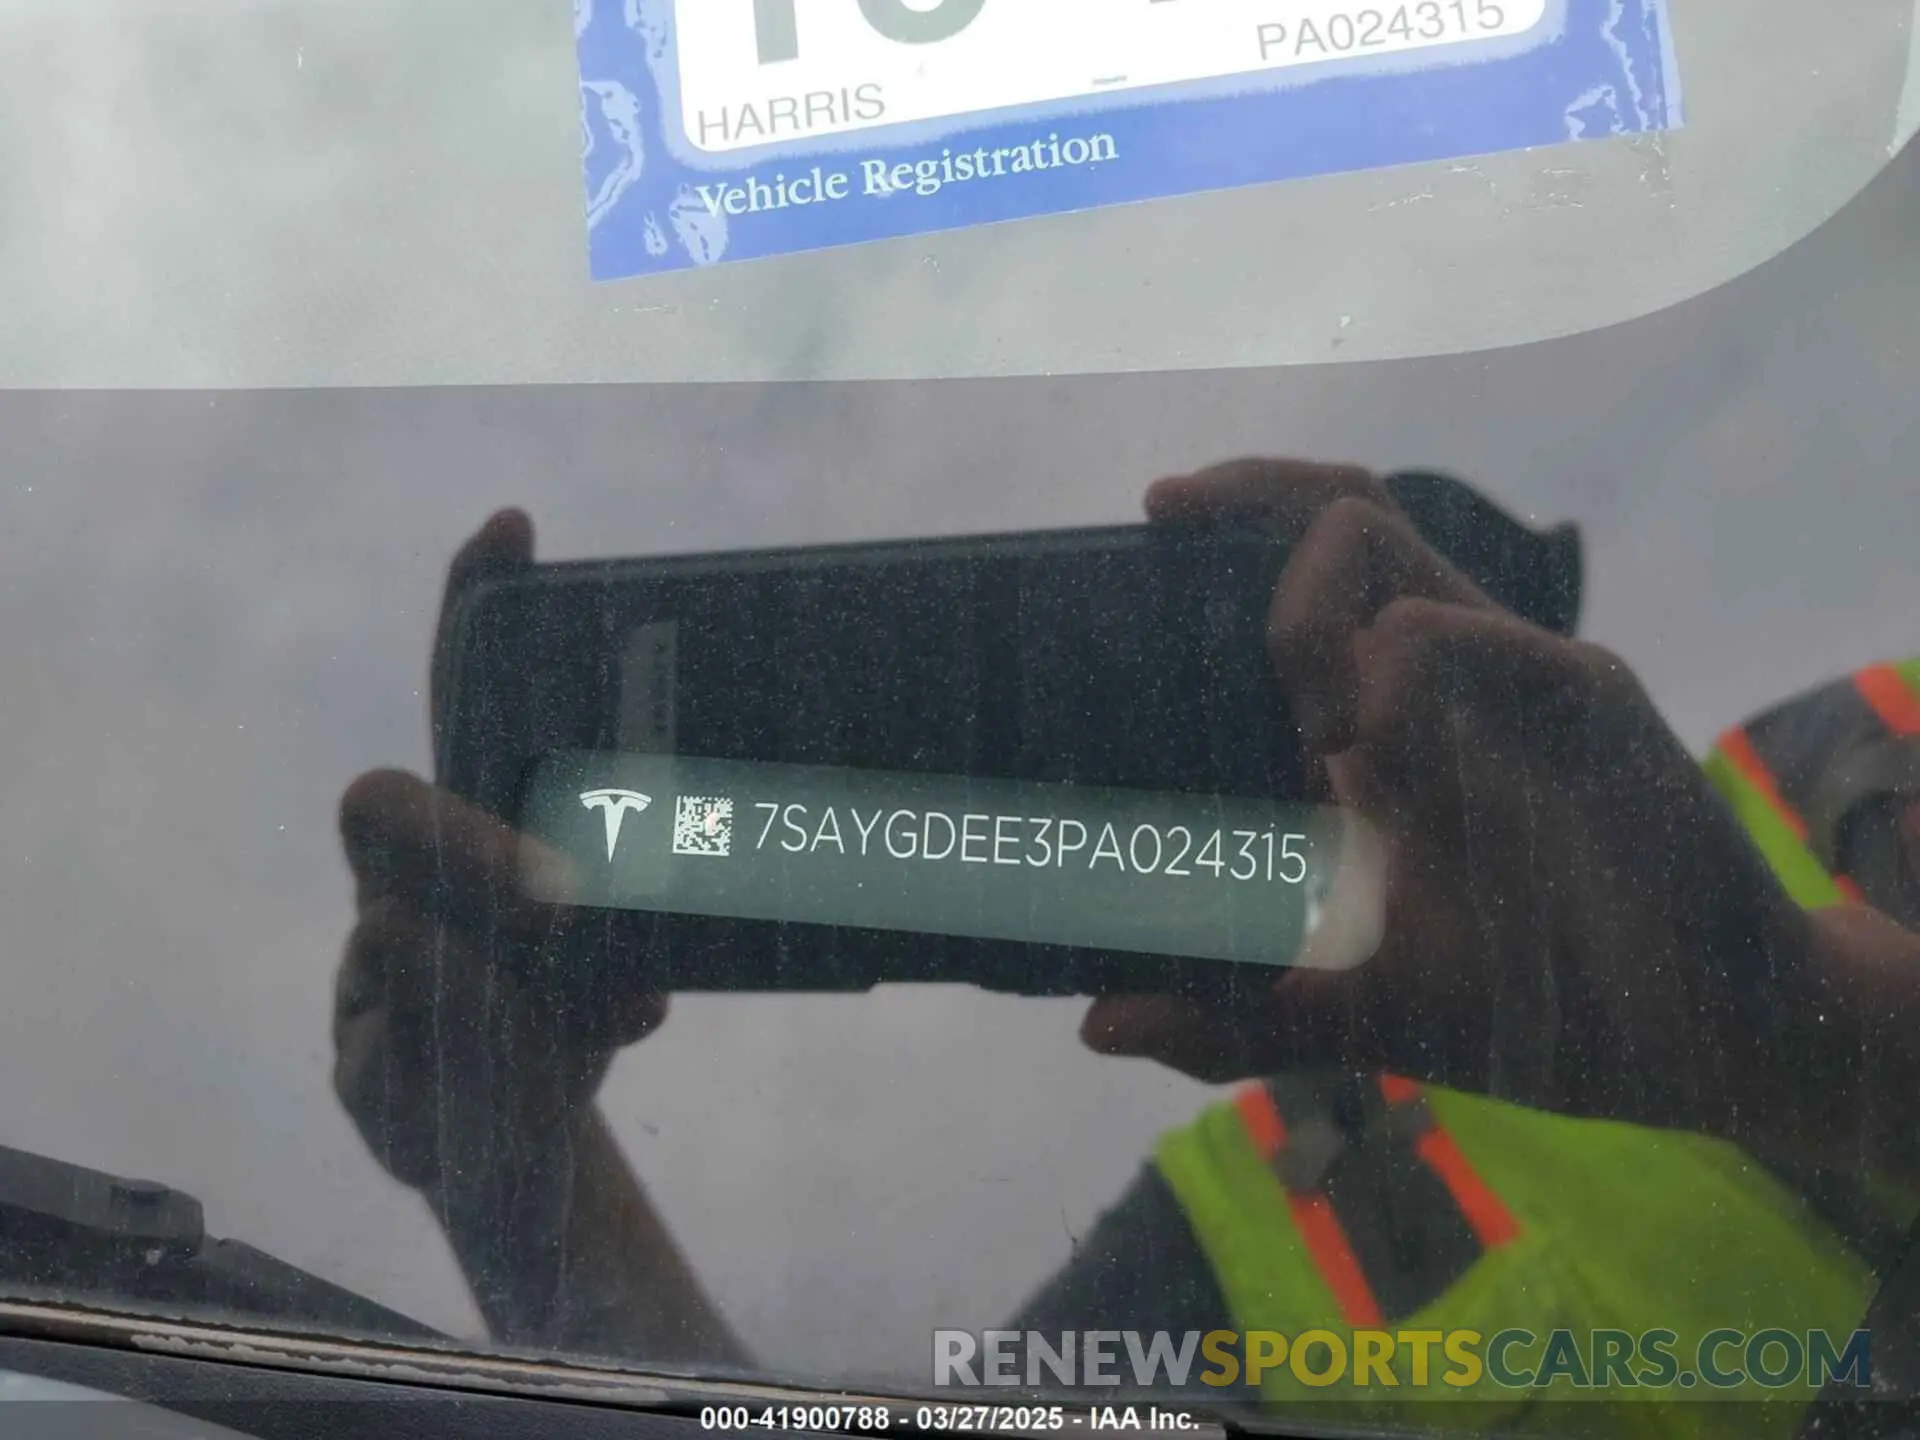 PA024315
HARRIS
Vehicle Registration
7SAYGDEE3PA024315
RENEWSPORTSCARS.COM
000-41900788 - 03/27/2025 - IAA Inc.